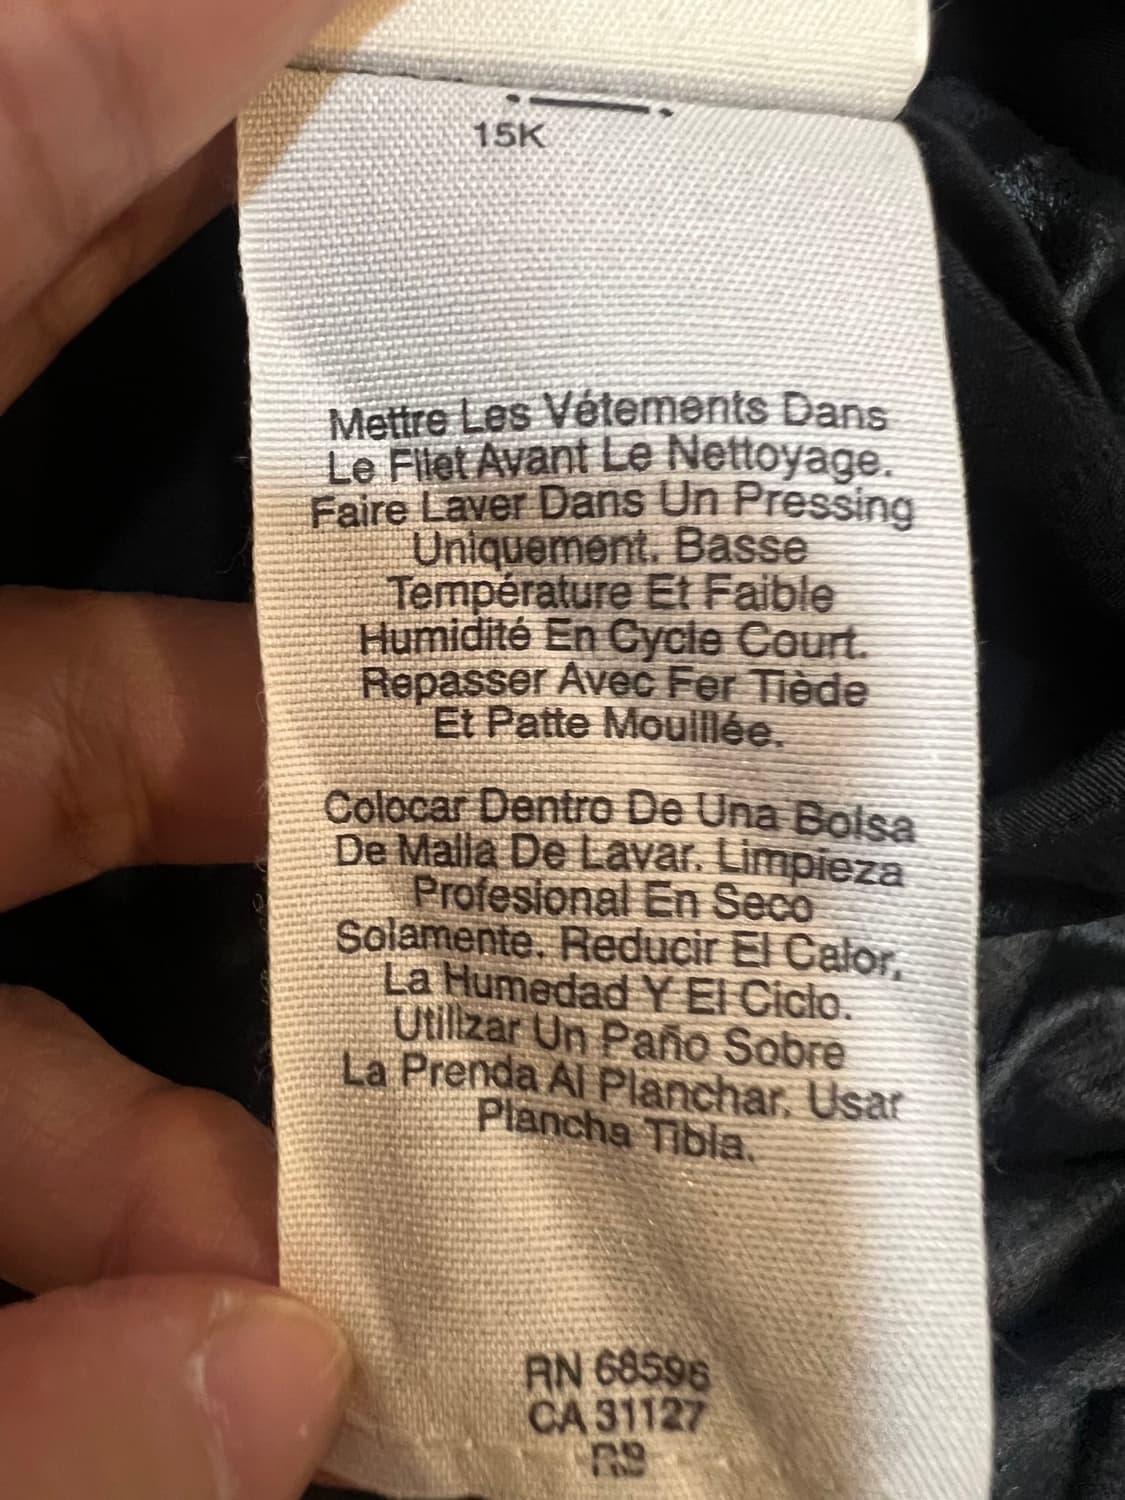 15K
Mettre Les Vétements Dans
Le Filet Avant Le Nettoyage.
Faire Laver Dans Un Pressing
Uniquement. Basse
Température Et Faible
Humidité En Cycle Court.
Repasser Avec Fer Tiède
Et Patte Mouillée.
Colocar Dentro De Una Bolsa
De Malla De Lavar. Limpieza
Profesional En Seco
Solamente. Reducir El Calor,
La Humedad Y El Ciclo.
Utilizar Un Paño Sobre
La Prenda Al Planchar. Usar
Plancha Tibia.
RN 68596
CA 31127